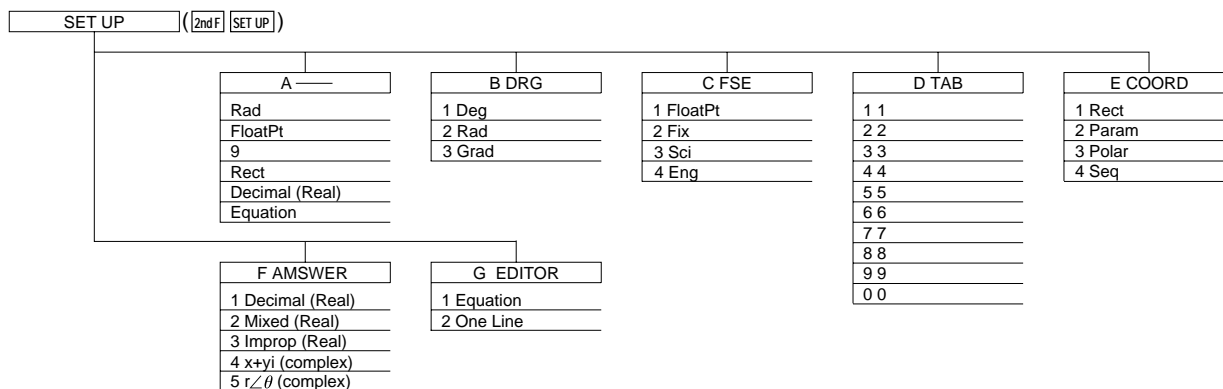 SET UP (2nd F SET UP)
A ——
Rad
FloatPt
9
Rect
Decimal (Real)
Equation
B DRG
1 Deg
2 Rad
3 Grad
C FSE
1 FloatPt
2 Fix
3 Sci
4 Eng
D TAB
1 1
2 2
3 3
4 4
5 5
6 6
7 7
8 8
9 9
0 0
E COORD
1 Rect
2 Param
3 Polar
4 Seq
F AMSWER
1 Decimal (Real)
2 Mixed (Real)
3 Improp (Real)
4 x+yi (complex)
5 r∠θ (complex)
G EDITOR
1 Equation
2 One Line